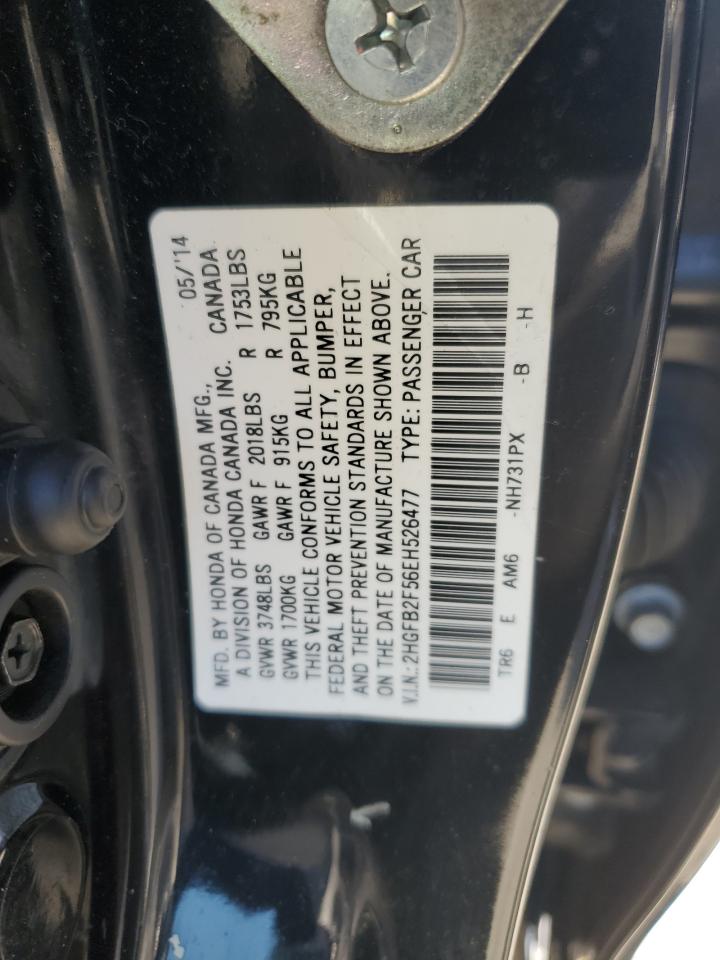 05/'14
MFD. BY HONDA OF CANADA MFG.,
A DIVISION OF HONDA CANADA INC. CANADA
GVWR 3748LBS GAWR F 2018LBS R 1753LBS
GVWR 1700KG GAWR F 915KG R 795KG
THIS VEHICLE CONFORMS TO ALL APPLICABLE
FEDERAL MOTOR VEHICLE SAFETY, BUMPER,
AND THEFT PREVENTION STANDARDS IN EFFECT
ON THE DATE OF MANUFACTURE SHOWN ABOVE.
V.I.N.: 2HGFB2F56EH526477 TYPE: PASSENGER CAR
TR6 E AM6 -NH731PX -B -H